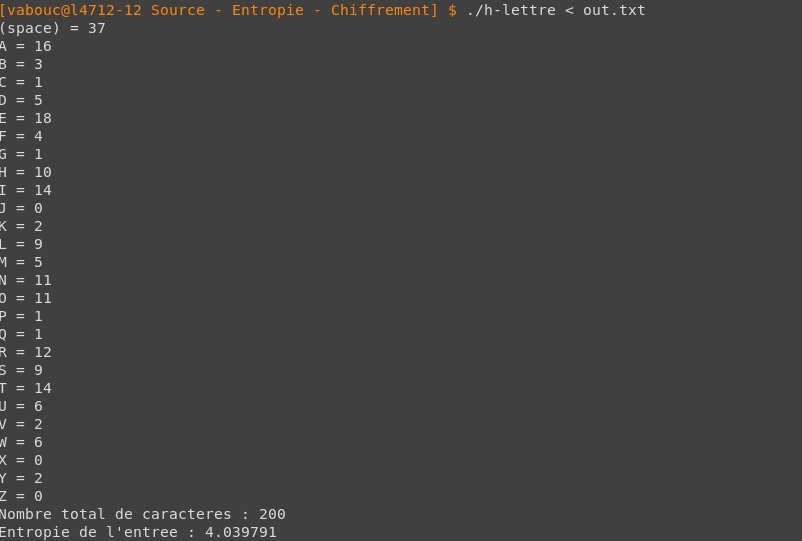 [vabouc@l4712-12 Source - Entropie - Chiffrement] $ ./h-lettre < out.txt
(space) = 37
A = 16
B = 3
C = 1
D = 5
E = 18
F = 4
G = 1
H = 10
I = 14
J = 0
K = 2
L = 9
M = 5
N = 11
O = 11
P = 1
Q = 1
R = 12
S = 9
T = 14
U = 6
V = 2
W = 6
X = 0
Y = 2
Z = 0
Nombre total de caracteres : 200
Entropie de l'entree : 4.039791